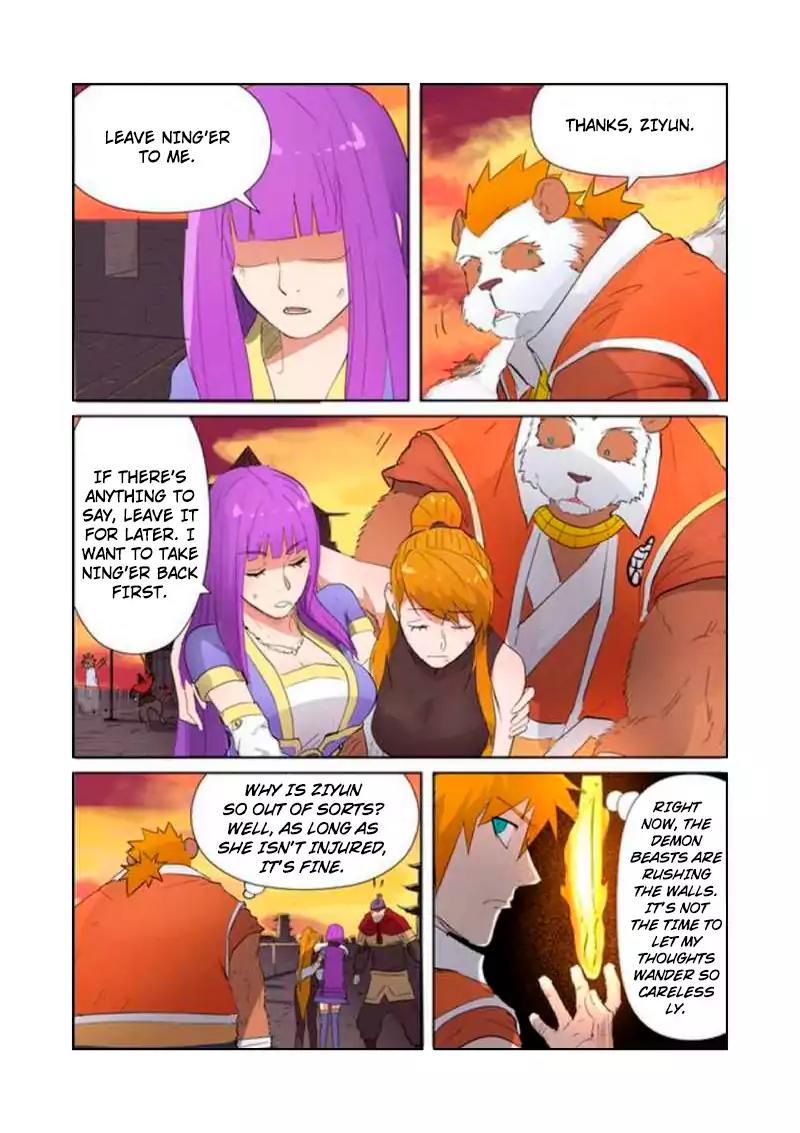 LEAVE NING'ER
TO ME.
THANKS, ZIYUN.
IF THERE'S
ANYTHING TO
SAY, LEAVE IT
FOR LATER. I
WANT TO TAKE
NING'ER BACK
FIRST.
WHY IS ZIYUN
SO OUT OF SORTS?
WELL, AS LONG AS
SHE ISN'T INJURED,
IT'S FINE.
RIGHT
NOW, THE
DEMON
BEASTS ARE
RUSHING
THE WALLS.
IT'S NOT
THE TIME TO
LET MY
THOUGHTS
WANDER SO
CARELESS
LY.